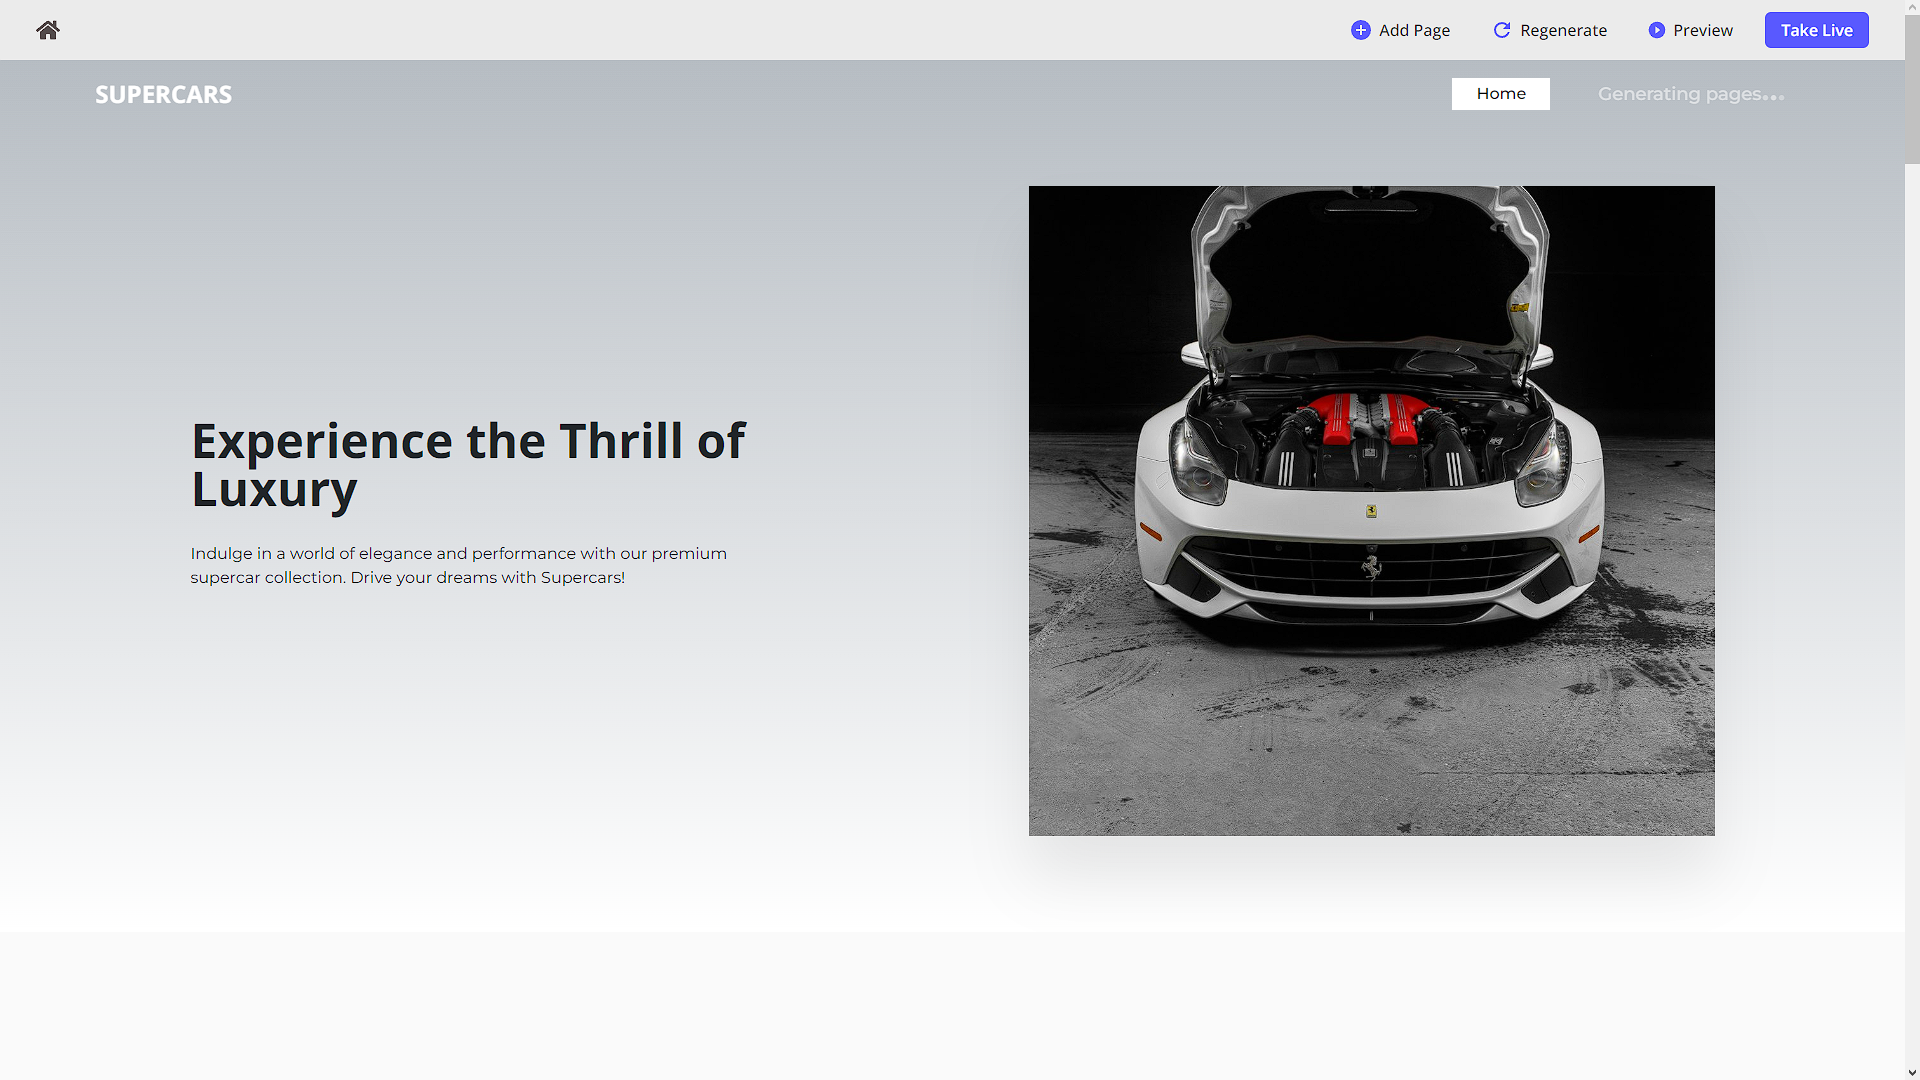 Add Page
Regenerate
Preview
Take Live
SUPERCARS
Home
Generating pages...
Experience the Thrill of
Luxury
Indulge in a world of elegance and performance with our premium
supercar collection. Drive your dreams with Supercars!